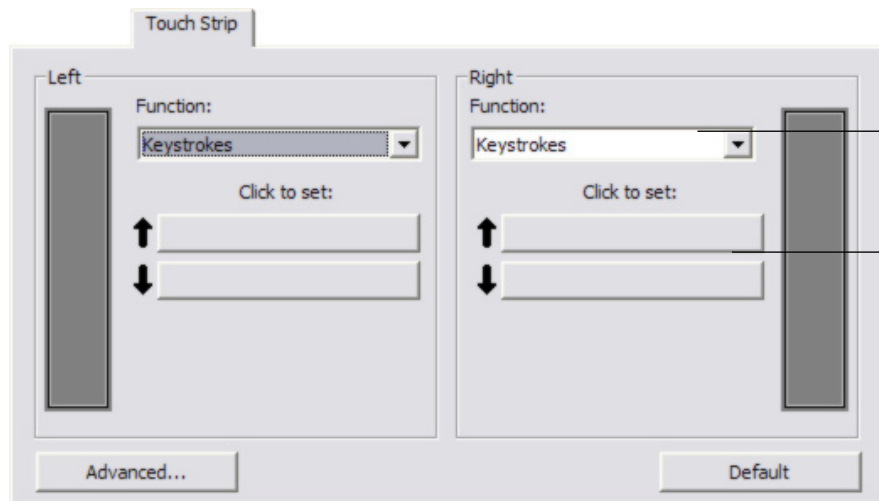 Touch Strip
Left
Function:
Keystrokes
Click to set:
Right
Function:
Keystrokes
Click to set:
Advanced...
Default